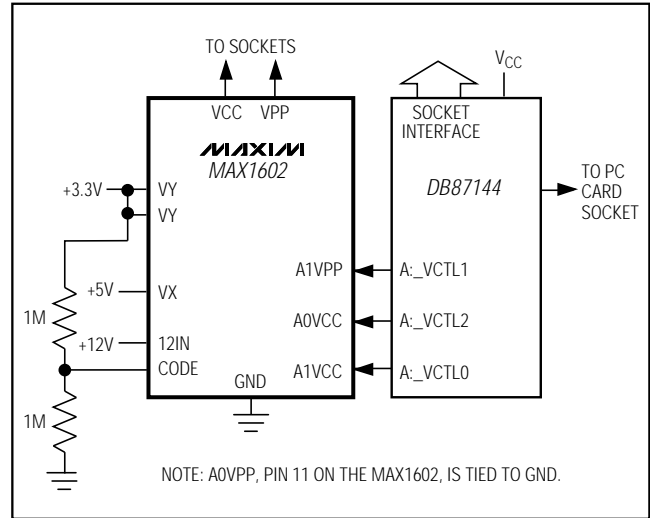 TO SOCKETS
VCC VPP
MAXIM
MAX1602
+3.3V
VY
VY
+5V
VX
1M
+12V
12IN
CODE
1M
GND
A1VPP
A0VCC
A1VCC
VCC
SOCKET
INTERFACE
DB87144
TO PC
CARD
SOCKET
A:_VCTL1
A:_VCTL2
A:_VCTL0
NOTE: A0VPP, PIN 11 ON THE MAX1602, IS TIED TO GND.